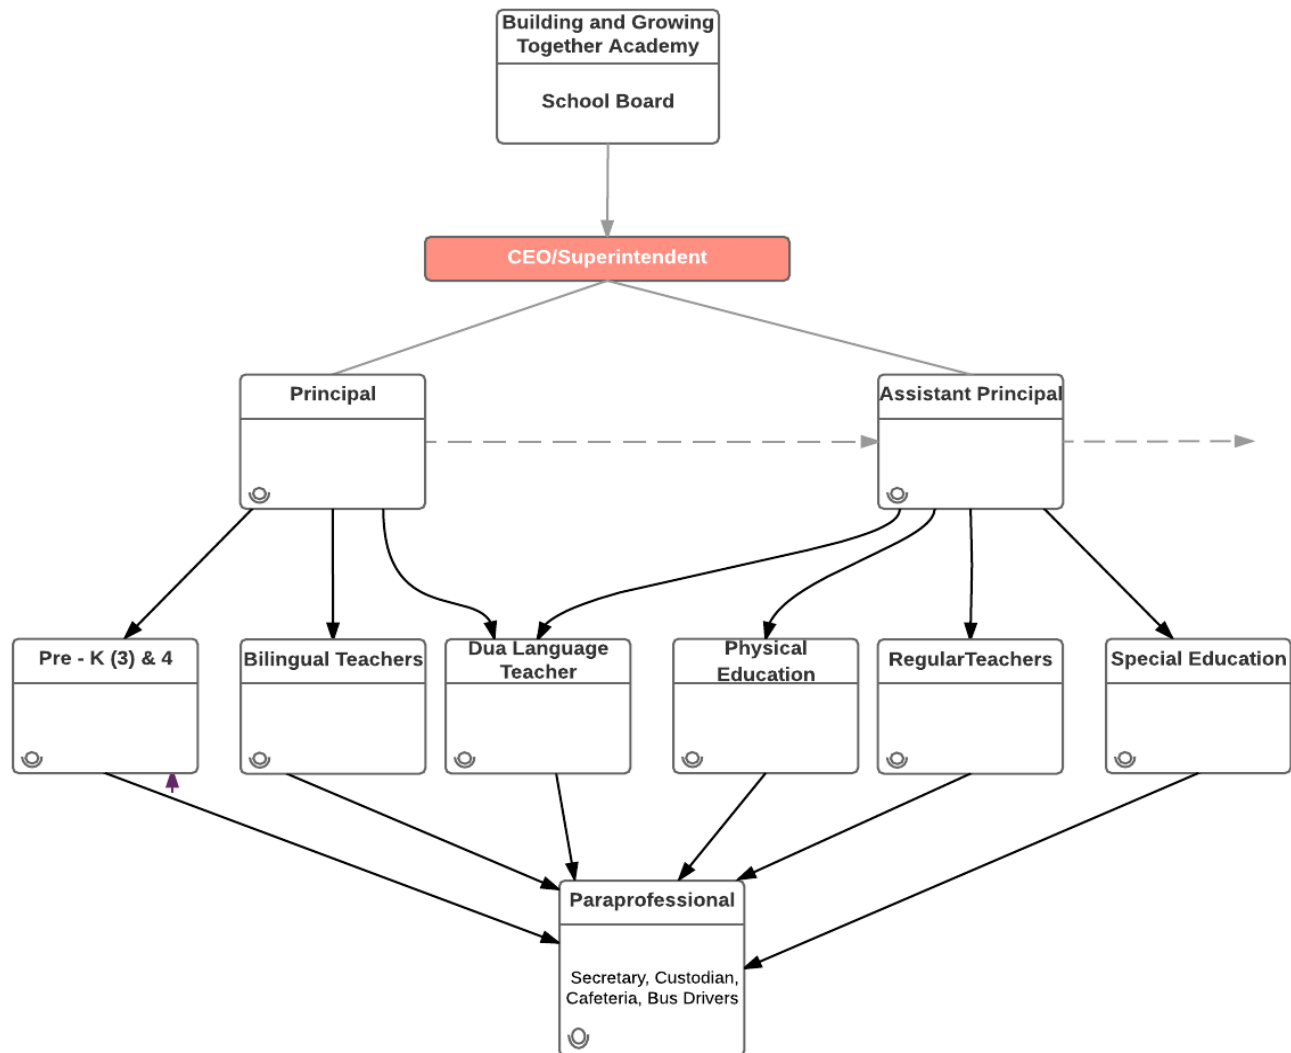 Building and Growing
Together Academy
School Board
CEO/Superintendent
Principal
Assistant Principal
Pre - K (3) & 4
Bilingual Teachers
Dua Language
Teacher
Physical
Education
RegularTeachers
Special Education
Paraprofessional
Secretary, Custodian,
Cafeteria, Bus Drivers